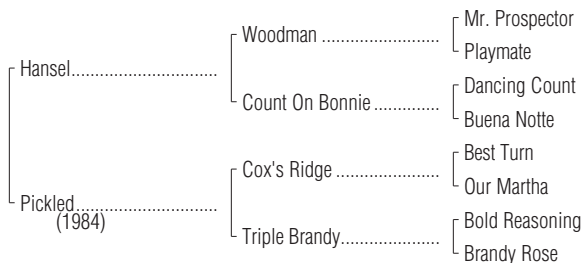 Mr. Prospector
Woodman ........................
Playmate
Hansel..............................
Dancing Count
Count On Bonnie .............
Buena Notte
Best Turn
Cox's Ridge .....................
Our Martha
Pickled.............................
(1984)
Bold Reasoning
Triple Brandy....................
Brandy Rose